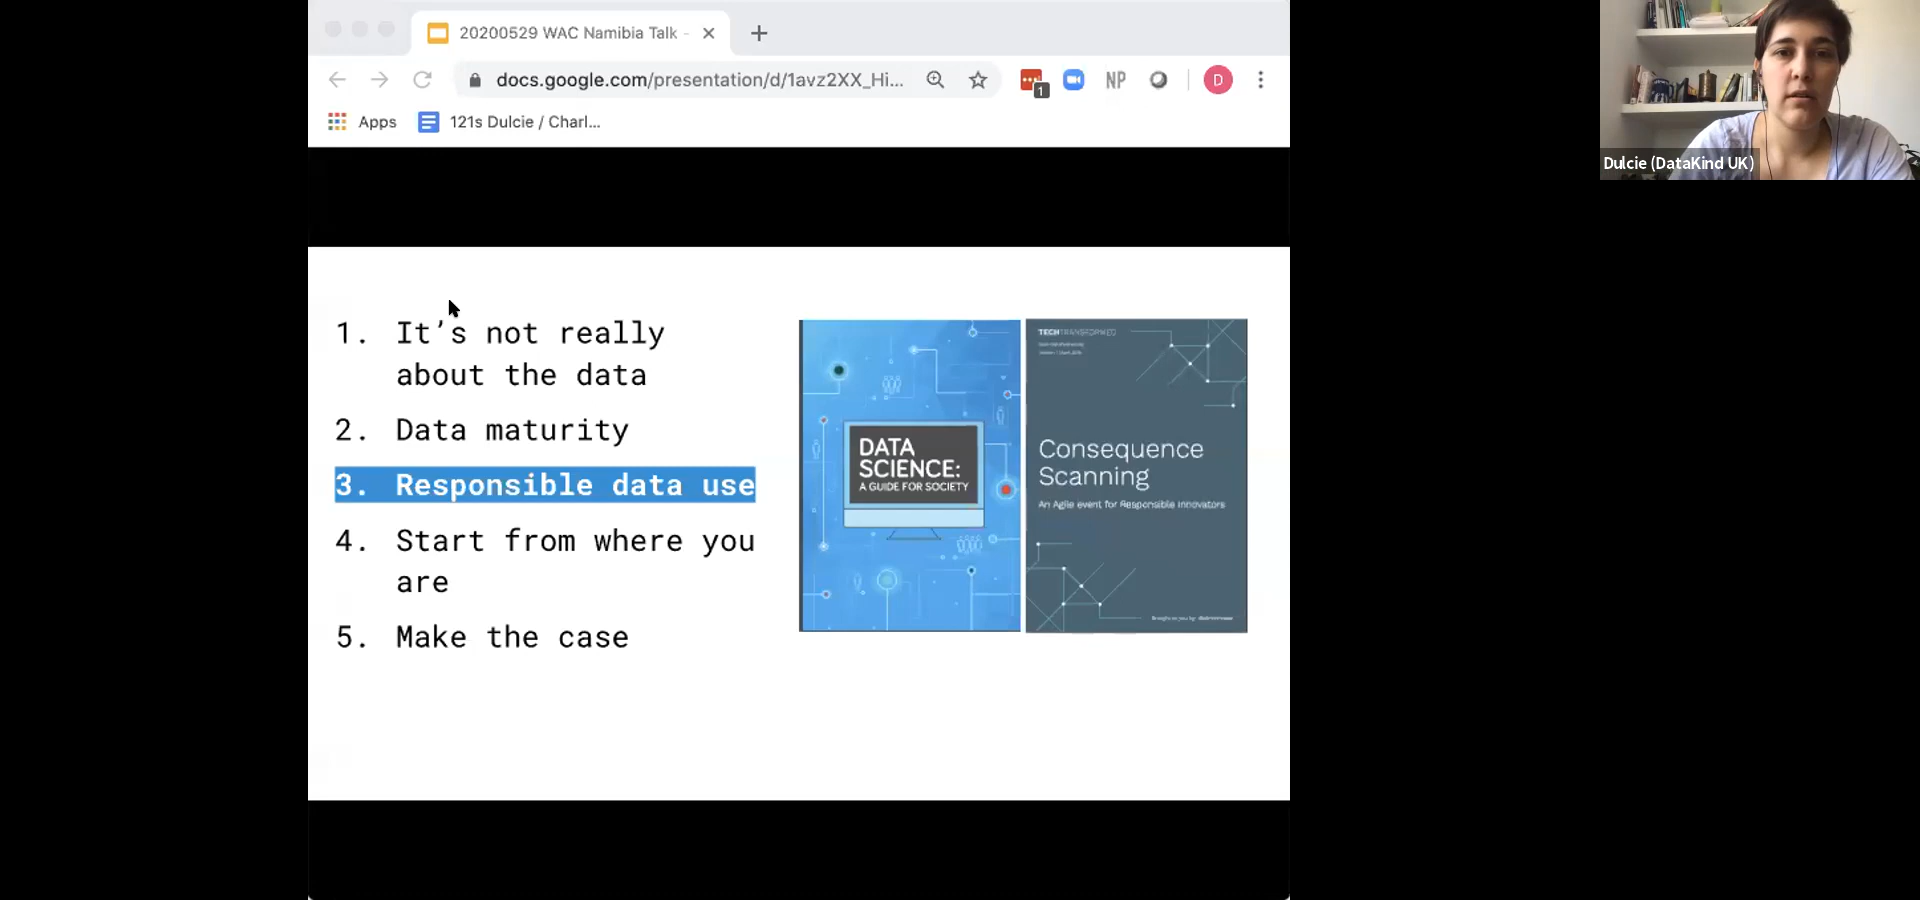 20200529 WAC Namibia Talk -
docs.google.com/presentation/d/1avz2XX_Hi...
1
NP
D
Apps
121s Dulcie / Charl...
Dulcie (DataKind UK)
1. It's not really
about the data
2. Data maturity
3. Responsible data use
4. Start from where you
are
5. Make the case
DATA
SCIENCE:
A GUIDE FOR SOCIETY
TECHTRANSFORMED
Consequence
Scanning
An Agile event for Responsible Innovators